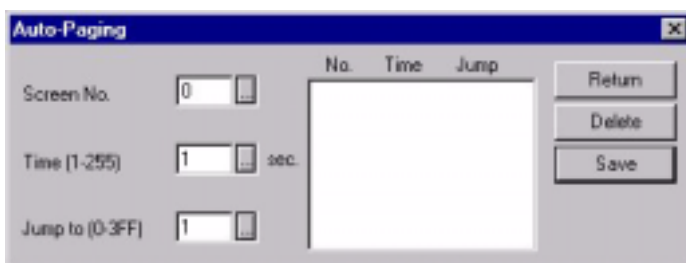 Auto-Paging
No. Time Jump
Screen No. 0 ...
Return
Delete
Time (1-255) 1 ... sec.
Save
Jump to (0-3FF) 1 ...